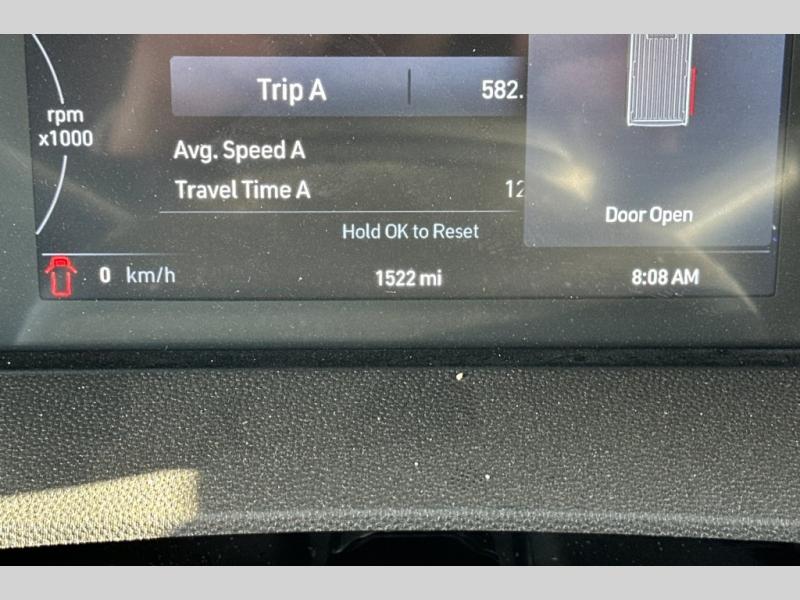 Trip A 582.
rpm
x1000
Avg. Speed A
Travel Time A 12
Door Open
Hold OK to Reset
0 km/h 1522 mi 8:08 AM